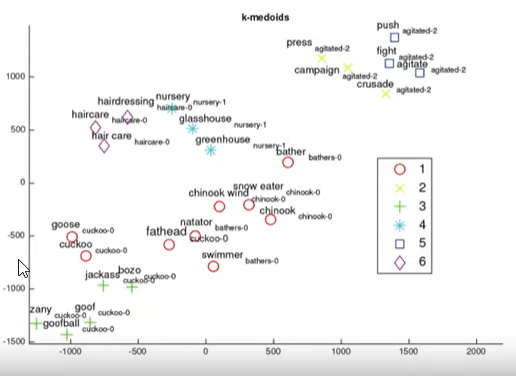 k-medoids
push
agitated-2
press
agitated-2
fight
agitated-2
campaign
agitated-2
agitate
agitated-2
crusade
agitated-2
1000
hairdressing
haircare-0
nursery
nursery-1
haircare
haircare-0
glasshouse
nursery-1
500
hair care
haircare-0
greenhouse
nursery-1
bather
bathers-0
0
chinook wind
chinook-0
snow eater
chinook-0
chinook
chinook-0
goose
cuckoo-0
natator
bathers-0
fathead
cuckoo-0
-500
cuckoo
cuckoo-0
swimmer
bathers-0
jackass
cuckoo-0
bozo
cuckoo-0
-1000
zany
cuckoo-0
goof
cuckoo-0
goofball
cuckoo-0
-1500
-1000
-500
0
500
1000
1500
2000
1
2
3
4
5
6